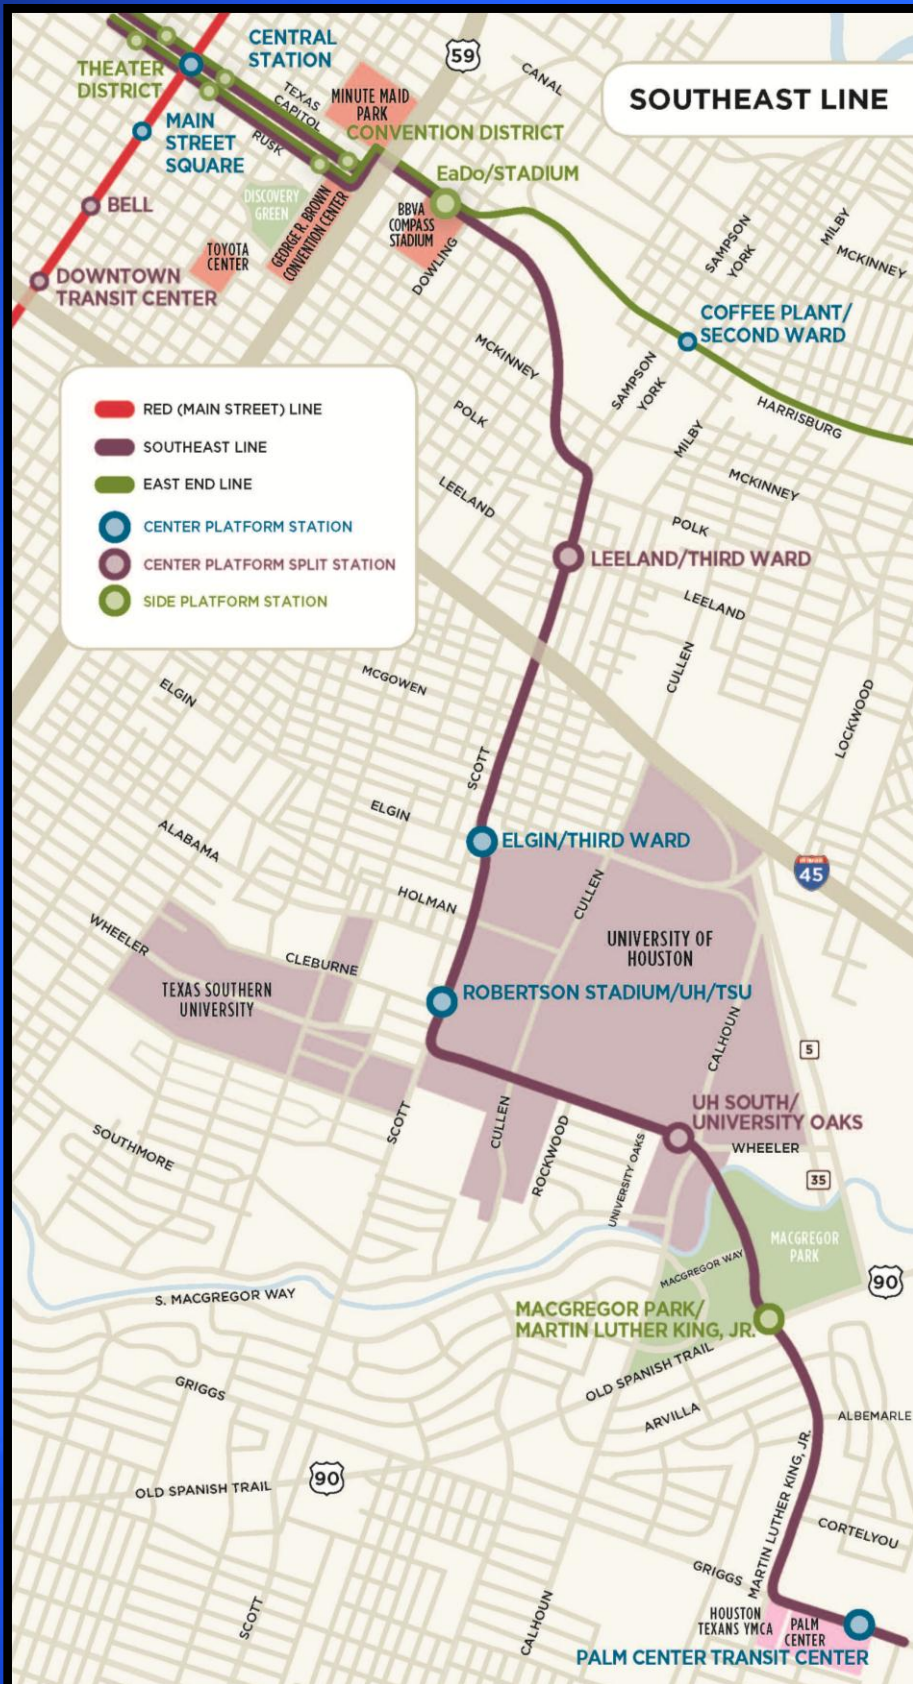 SOUTHEAST LINE
CENTRAL
STATION
59
CANAL
THEATER
DISTRICT
TEXAS
CAPITOL
RUSK
MINUTE MAID
PARK
CONVENTION DISTRICT
MAIN
STREET
SQUARE
EaDo/STADIUM
BELL
DISCOVERY
GREEN
GEORGE R. BROWN
CONVENTION CENTER
BBVA
COMPASS
STADIUM
DOWLING
TOYOTA
CENTER
SAMPSON
YORK
MILBY
MCKINNEY
DOWNTOWN
TRANSIT CENTER
COFFEE PLANT/
SECOND WARD
MCKINNEY
SAMPSON
YORK
HARRISBURG
POLK
MILBY
MCKINNEY
LEELAND
POLK
RED (MAIN STREET) LINE
SOUTHEAST LINE
EAST END LINE
CENTER PLATFORM STATION
CENTER PLATFORM SPLIT STATION
SIDE PLATFORM STATION
LEELAND/THIRD WARD
LEELAND
CULLEN
LOCKWOOD
MCGOWEN
ELGIN
SCOTT
ELGIN
ALABAMA
ELGIN/THIRD WARD
45
HOLMAN
CULLEN
WHEELER
CLEBURNE
UNIVERSITY OF
HOUSTON
TEXAS SOUTHERN
UNIVERSITY
ROBERTSON STADIUM/UH/TSU
CALHOUN
5
SCOTT
CULLEN
ROCKWOOD
UNIVERSITY OAKS
UH SOUTH/
UNIVERSITY OAKS
WHEELER
SOUTHMORE
35
MACGREGOR
PARK
MACGREGOR WAY
90
S. MACGREGOR WAY
MACGREGOR PARK/
MARTIN LUTHER KING, JR.
OLD SPANISH TRAIL
GRIGGS
ARVILLA
ALBEMARLE
90
OLD SPANISH TRAIL
MARTIN LUTHER KING, JR.
CORTELYOU
GRIGGS
SCOTT
CALHOUN
HOUSTON
TEXANS YMCA
PALM
CENTER
PALM CENTER TRANSIT CENTER